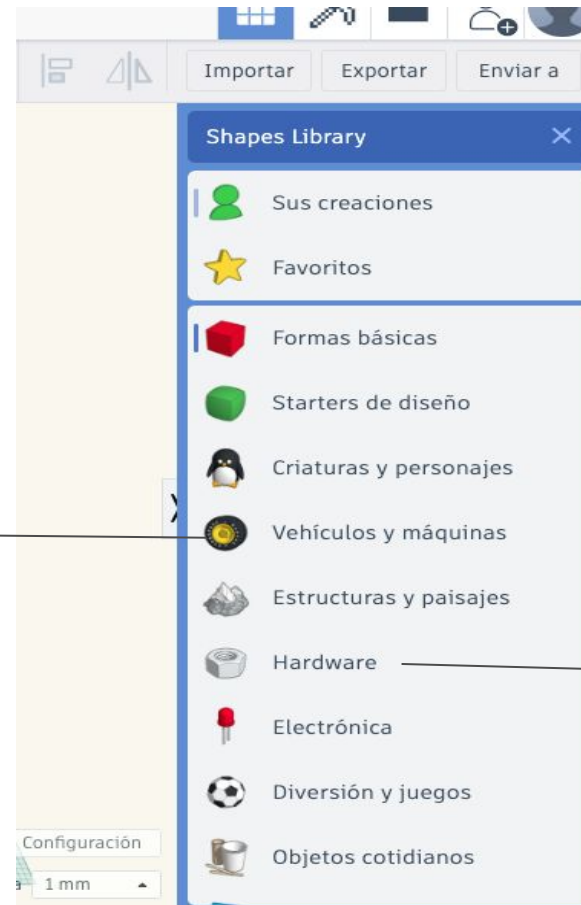 Importar Exportar Enviar a
Shapes Library
Sus creaciones
Favoritos
Formas básicas
Starters de diseño
Criaturas y personajes
Vehículos y máquinas
Estructuras y paisajes
Hardware
Electrónica
Diversión y juegos
Configuración
Objetos cotidianos
1 mm